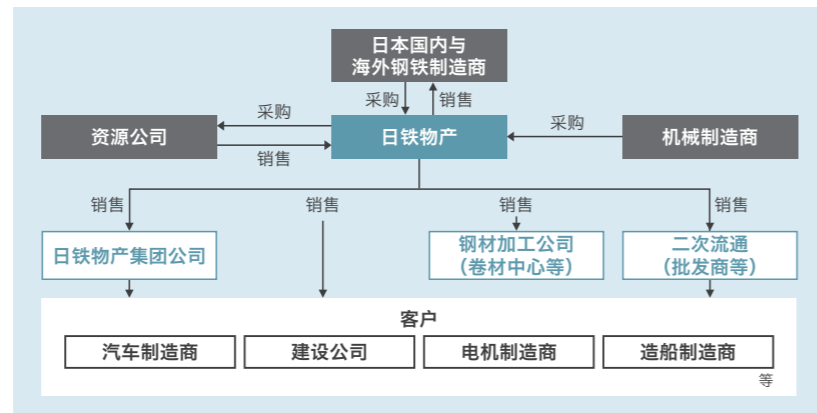 日本国内与
海外钢铁制造商
采购
销售
采购
采购
资源公司
日铁物产
机械制造商
销售
销售
销售
销售
销售
日铁物产集团公司
钢材加工公司
（卷材中心等）
二次流通
（批发商等）
客户
汽车制造商
建设公司
电机制造商
造船制造商
等